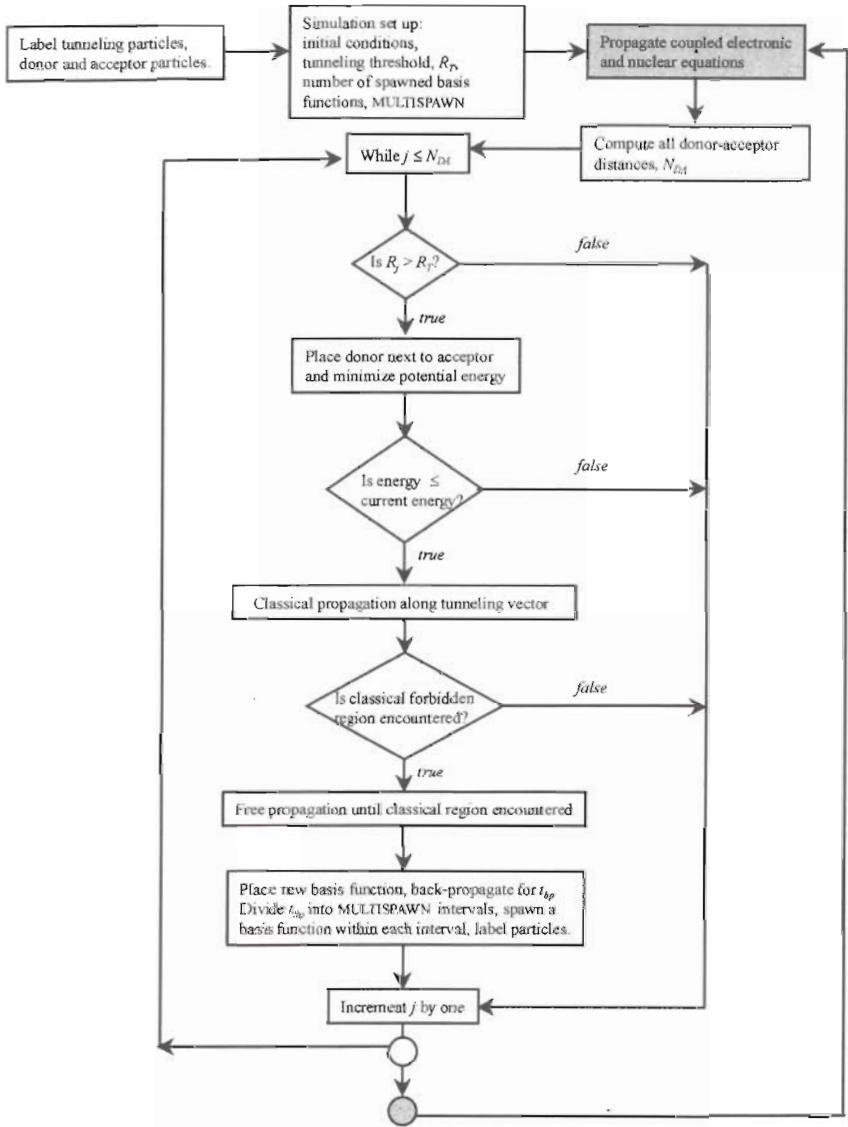 Label tunneling particles,
donor and acceptor particles.
Simulation set up:
initial conditions,
tunneling threshold, R_T,
number of spawned basis
functions, MULTISPAWN
Propagate coupled electronic
and nuclear equations
Compute all donor-acceptor
distances, N_DA
While j ≤ N_DA
Is R_j > R_T?
false
true
Place donor next to acceptor
and minimize potential energy
Is energy ≤
current energy?
false
true
Classical propagation along tunneling vector
Is classical forbidden
region encountered?
false
true
Free propagation until classical region encountered
Place new basis function, back-propagate for t_bp
Divide t_bp into MULTISPAWN intervals, spawn a
basis function within each interval, label particles.
Increment j by one